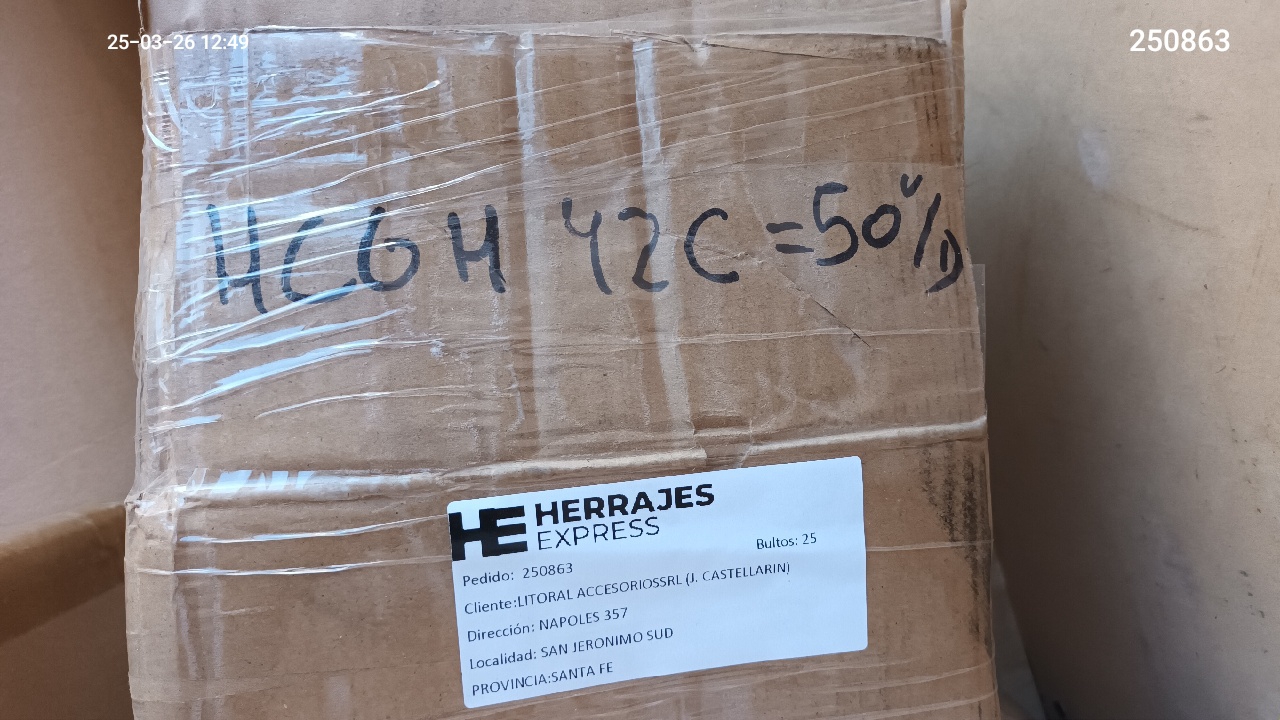 25-03-26 12:49
250863
HC6H 42C =50%
HE HERRAJES
EXPRESS
Bultos: 25
Pedido: 250863
Cliente:LITORAL ACCESORIOSSRL (J. CASTELLARIN)
Dirección: NAPOLES 357
Localidad: SAN JERONIMO SUD
PROVINCIA:SANTA FE